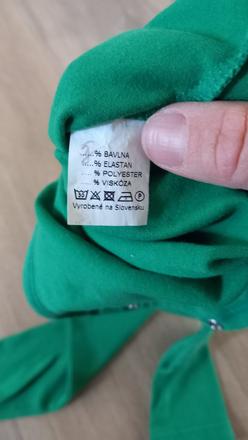 .....% BAVLNA
.....% ELASTAN
.....% POLYESTER
.....% VISKÓZA
Vyrobené na Slovensku